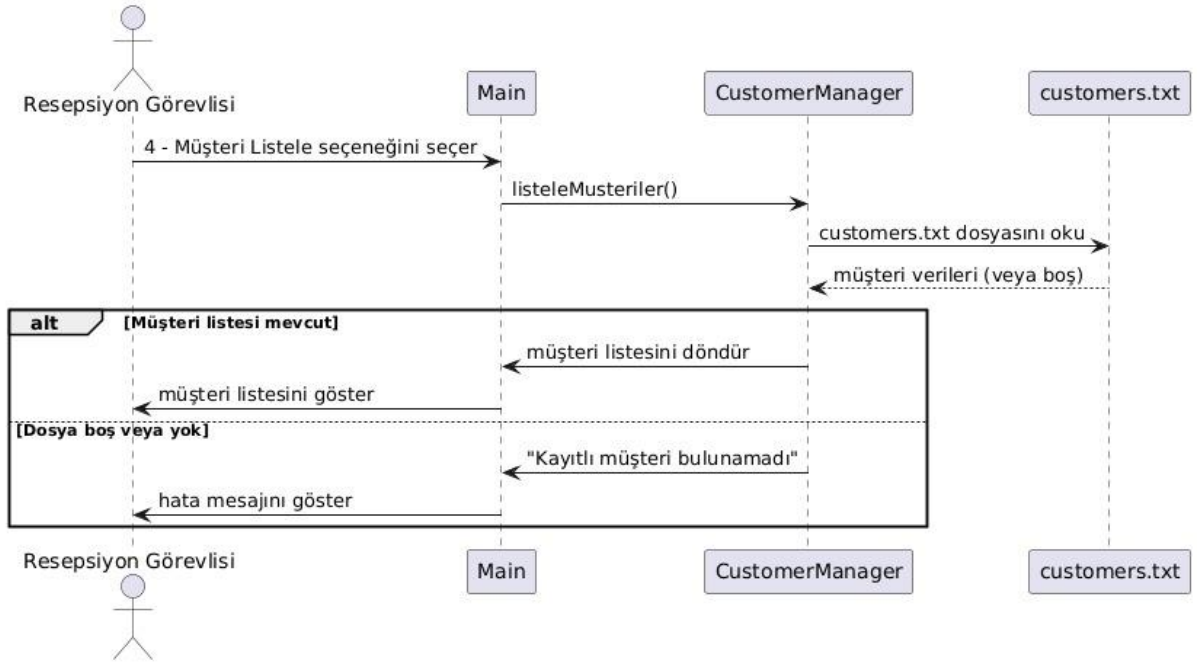 Resepsiyon Görevlisi
Main
CustomerManager
customers.txt
4 - Müşteri Listele seçeneğini seçer
listeleMusteriler()
customers.txt dosyasını oku
müşteri verileri (veya boş)
alt [Müşteri listesi mevcut]
müşteri listesini döndür
müşteri listesini göster
[Dosya boş veya yok]
"Kayıtlı müşteri bulunamadı"
hata mesajını göster
Resepsiyon Görevlisi
Main
CustomerManager
customers.txt